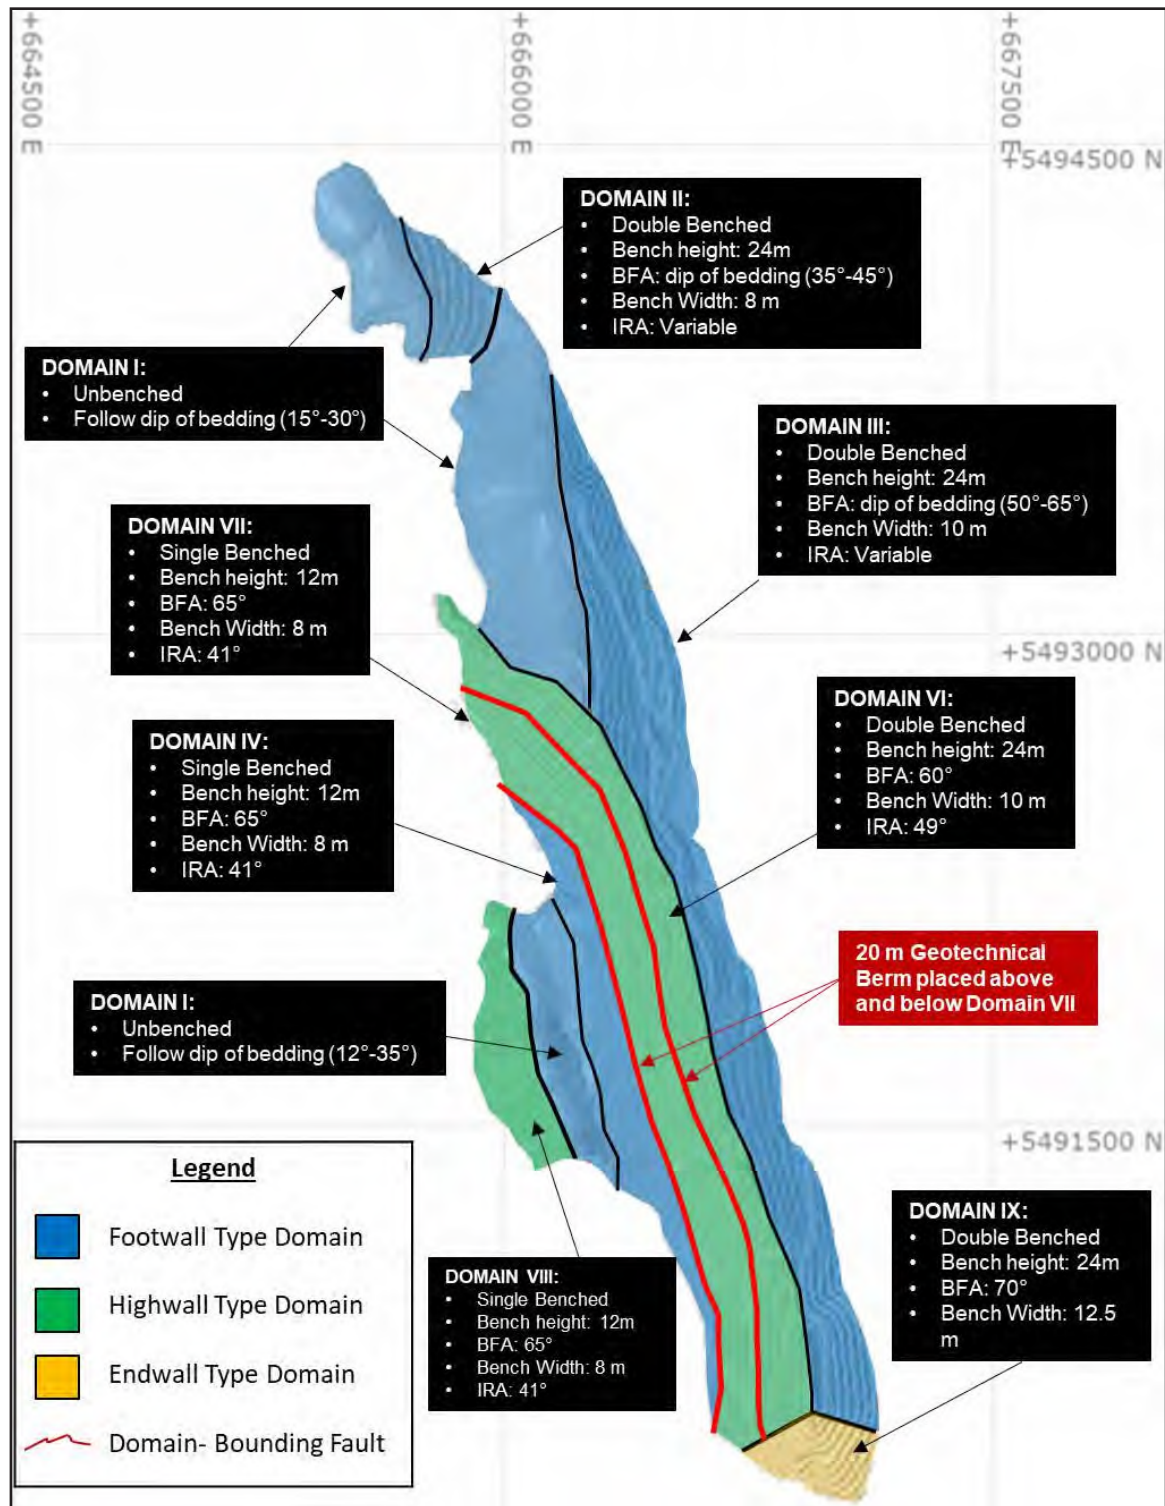 664500 E
666000 E
667500 E
+5494500 N
DOMAIN II:
• Double Benched
• Bench height: 24m
• BFA: dip of bedding (35°-45°)
• Bench Width: 8 m
• IRA: Variable
DOMAIN I:
• Unbenched
• Follow dip of bedding (15°-30°)
DOMAIN III:
• Double Benched
• Bench height: 24m
• BFA: dip of bedding (50°-65°)
• Bench Width: 10 m
• IRA: Variable
DOMAIN VII:
• Single Benched
• Bench height: 12m
• BFA: 65°
• Bench Width: 8 m
• IRA: 41°
+5493000 N
DOMAIN VI:
• Double Benched
• Bench height: 24m
• BFA: 60°
• Bench Width: 10 m
• IRA: 49°
DOMAIN IV:
• Single Benched
• Bench height: 12m
• BFA: 65°
• Bench Width: 8 m
• IRA: 41°
20 m Geotechnical
Berm placed above
and below Domain VII
DOMAIN I:
• Unbenched
• Follow dip of bedding (12°-35°)
+5491500 N
Legend
Footwall Type Domain
Highwall Type Domain
Endwall Type Domain
Domain- Bounding Fault
DOMAIN VIII:
• Single Benched
• Bench height: 12m
• BFA: 65°
• Bench Width: 8 m
• IRA: 41°
DOMAIN IX:
• Double Benched
• Bench height: 24m
• BFA: 70°
• Bench Width: 12.5
m